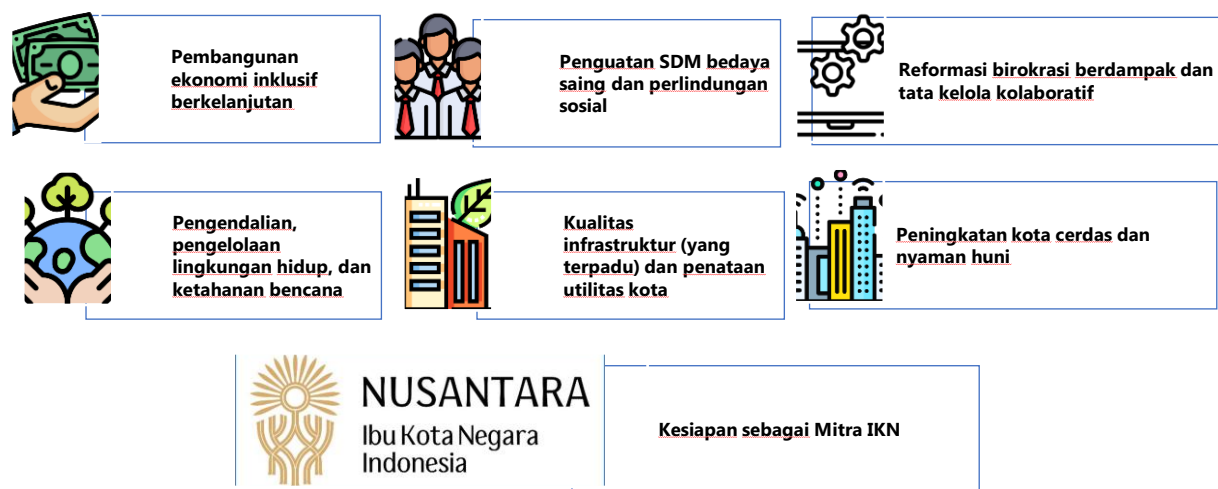 Pembangunan
ekonomi inklusif
berkelanjutan
Penguatan SDM bedaya
saing dan perlindungan
sosial
Reformasi birokrasi berdampak dan
tata kelola kolaboratif
Pengendalian,
pengelolaan
lingkungan hidup, dan
ketahanan bencana
Kualitas
infrastruktur (yang
terpadu) dan penataan
utilitas kota
Peningkatan kota cerdas dan
nyaman huni
NUSANTARA
Ibu Kota Negara
Indonesia
Kesiapan sebagai Mitra IKN